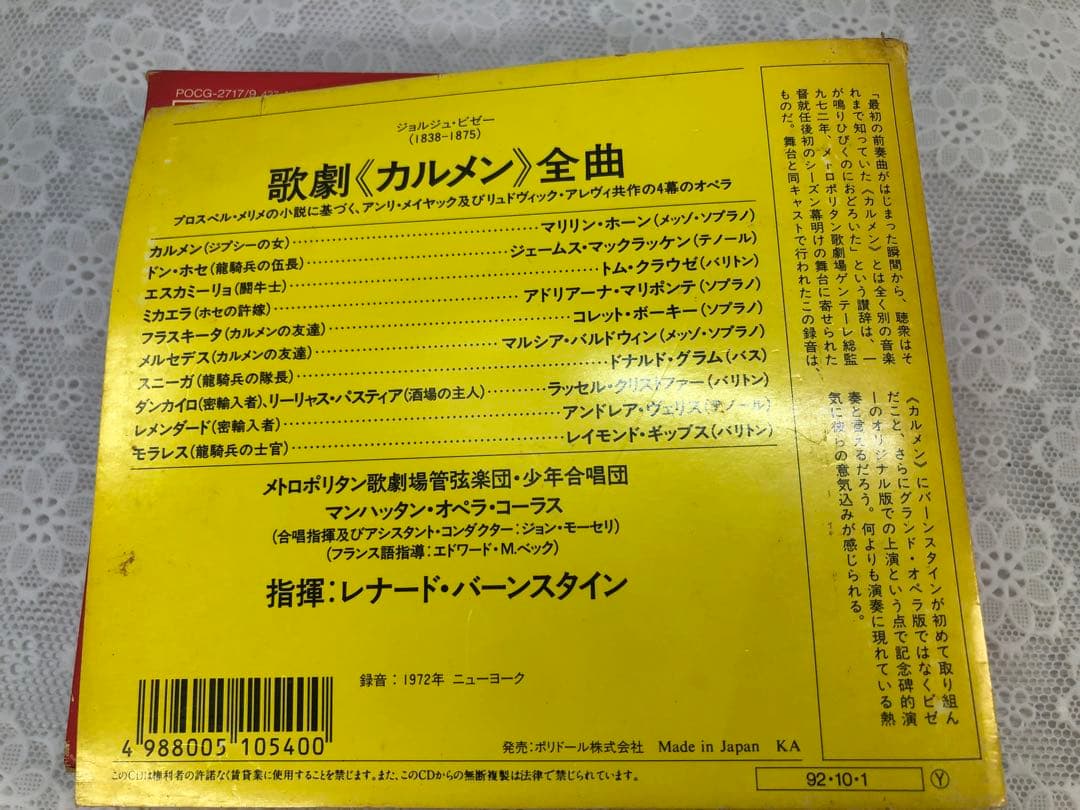 POCG-2717/9
ジョルジュ・ビゼー
(1838-1875)
歌劇《カルメン》全曲
プロスペル・メリメの小説に基づく、アンリ・メイヤック及びリュドヴィック・アレヴィ共作の4幕のオペラ
カルメン(ジプシーの女)‥‥‥‥‥‥‥‥‥‥マリリン・ホーン(メッゾ・ソプラノ)
ドン・ホセ(龍騎兵の伍長)‥‥‥‥‥‥‥‥‥ジェームス・マックラッケン(テノール)
エスカミーリョ(闘牛士)‥‥‥‥‥‥‥‥‥‥トム・クラウゼ(バリトン)
ミカエラ(ホセの許嫁)‥‥‥‥‥‥‥‥‥‥アドリアーナ・マリポンテ(ソプラノ)
フラスキータ(カルメンの友達)‥‥‥‥‥‥‥‥コレット・ボーキー(ソプラノ)
メルセデス(カルメンの友達)‥‥‥‥‥‥‥マルシア・バルドウィン(メッゾ・ソプラノ)
スニーガ(龍騎兵の隊長)‥‥‥‥‥‥‥‥‥‥ドナルド・グラム(バス)
ダンカイロ(密輸入者)、リーリャス・パスティア(酒場の主人)‥‥‥ラッセル・クリストファー(バリトン)
レメンダード(密輸入者)‥‥‥‥‥‥‥‥‥‥アンドレア・ヴェリス(テノール)
モラレス(龍騎兵の士官)‥‥‥‥‥‥‥‥‥‥レイモンド・ギップス(バリトン)
メトロポリタン歌劇場管弦楽団・少年合唱団
マンハッタン・オペラ・コーラス
(合唱指揮及びアシスタント・コンダクター:ジョン・モーセリ)
(フランス語指導:エドワード・M.ベック)
指揮:レナード・バーンスタイン
録音:1972年 ニューヨーク
4 988005 105400
発売:ポリドール株式会社 Made in Japan KA
このCDは権利者の許諾なく賃貸業に使用することを禁じます。また、このCDからの無断複製は法律で禁じられています。
92・10・1 Y
「最初の前奏曲がはじまった瞬間から、聴衆はそ
れまで知っていた《カルメン》とは全く別の音楽
が鳴りひびくのにおどろいた」という讃辞は、一
九七二年、メトロポリタン歌劇場ゲンテーレ総監
督就任後初のシーズン幕明けの舞台に寄せられた
ものだ。舞台と同キャストで行われたこの録音は、
《カルメン》にバーンスタインが初めて取り組ん
だこと、さらにグランド・オペラ版ではなくビゼ
ーのオリジナル版での上演という点で記念碑的演
奏と言えるだろう。何よりも演奏に現れている熱
気に彼らの意気込みが感じられる。